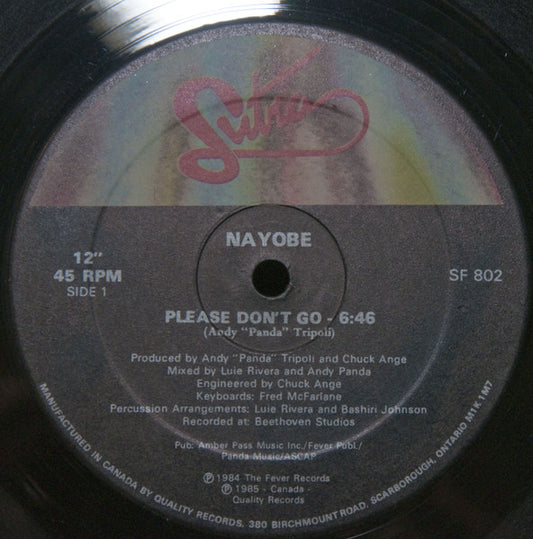 Sutra
NAYOBE
12"
45 RPM
SIDE 1
SF 802
PLEASE DON'T GO - 6:46
(Andy "Panda" Tripoli)
Produced by Andy "Panda" Tripoli and Chuck Ange
Mixed by Luie Rivera and Andy Panda
Engineered by Chuck Ange
Keyboards: Fred McFarlane
Percussion Arrangements: Luie Rivera and Bashiri Johnson
Recorded at: Beethoven Studios
Pub: Amber Pass Music Inc./Fever Publ./
Panda Music/ASCAP
Ⓟ 1984 The Fever Records
Ⓟ 1985 - Canada -
Quality Records
MANUFACTURED IN CANADA BY QUALITY RECORDS, 380 BIRCHMOUNT ROAD, SCARBOROUGH, ONTARIO M1K 1M7